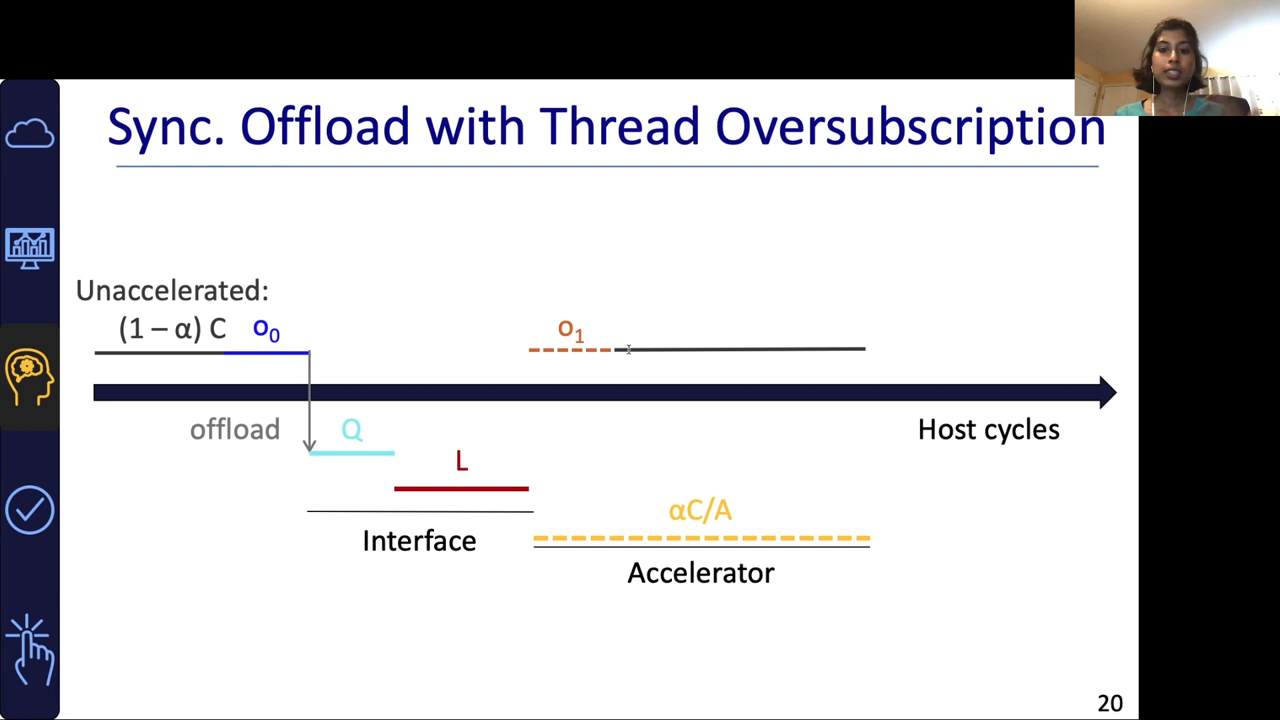 Sync. Offload with Thread Oversubscription
Unaccelerated:
(1 – α) C o₀
o₁
offload
Q
Host cycles
L
αC/A
Interface
Accelerator
20